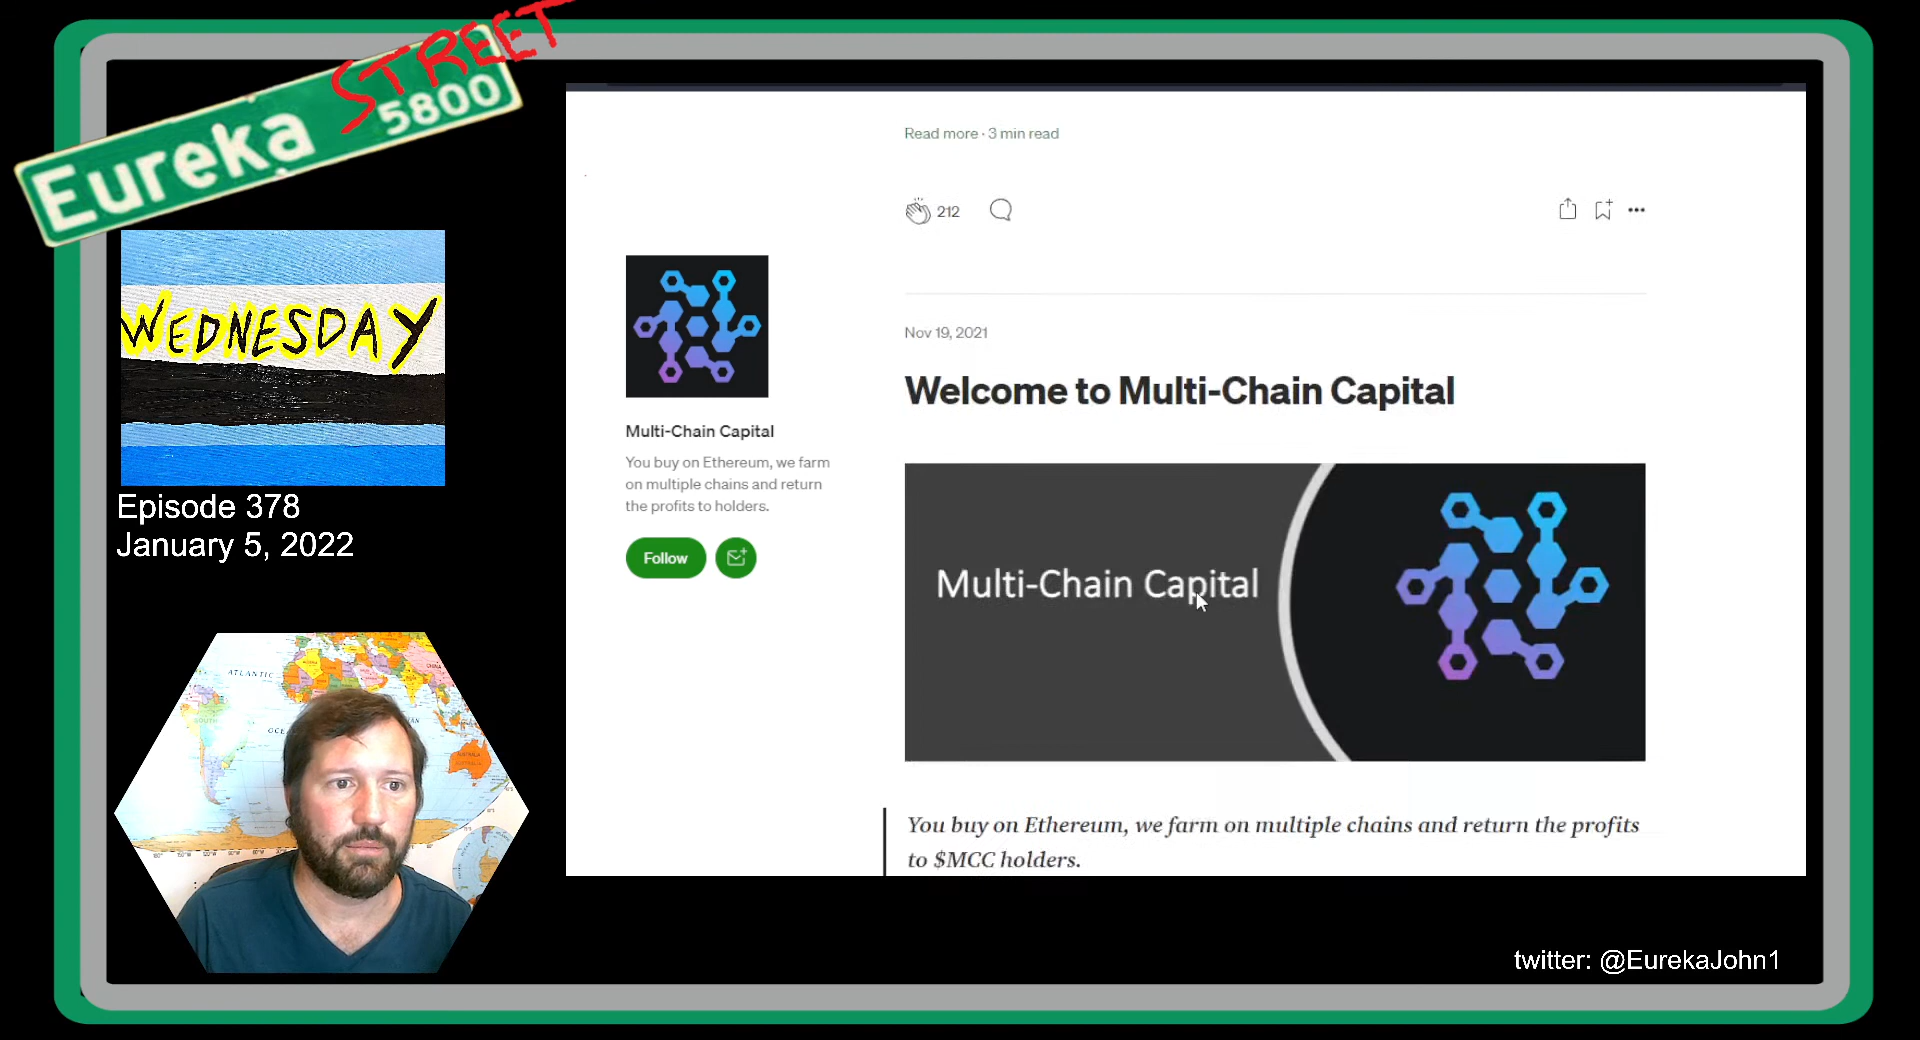 Eureka
STREET
5800
WEDNESDAY
Episode 378
January 5, 2022
ATLANTIC
Read more · 3 min read
212
Multi-Chain Capital
You buy on Ethereum, we farm
on multiple chains and return
the profits to holders.
Follow
Nov 19, 2021
Welcome to Multi-Chain Capital
Multi-Chain Capital
You buy on Ethereum, we farm on multiple chains and return the profits
to $MCC holders.
twitter: @EurekaJohn1